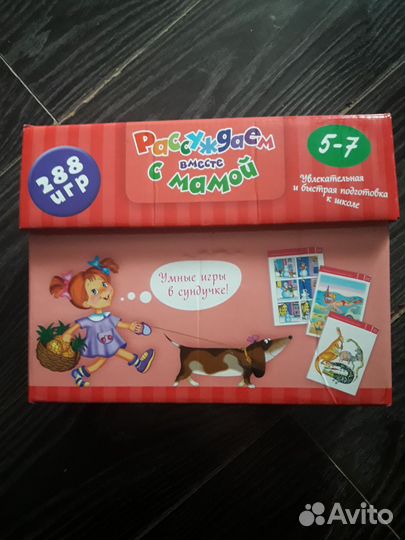 288
игр
Рассуждаем
вместе
с мамой
5-7
Увлекательная
и быстрая подготовка
к школе
Умные игры
в сундучке!
Avito